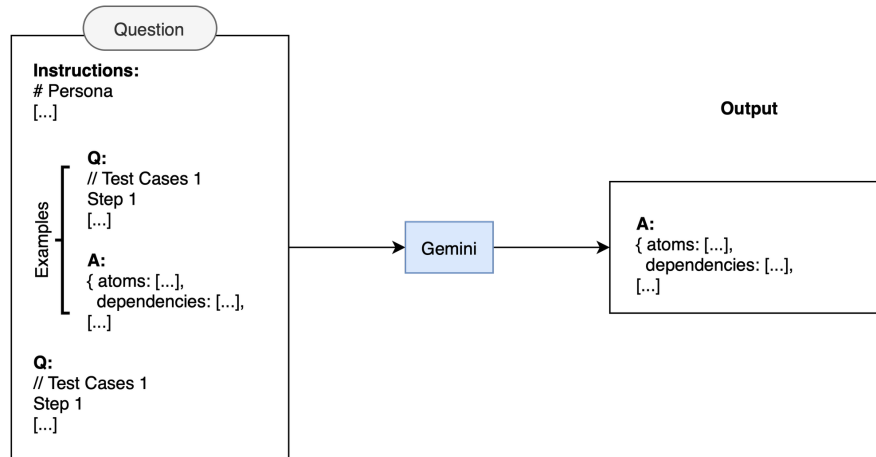 Question
Instructions:
# Persona
[...]
Examples
Q:
// Test Cases 1
Step 1
[...]
A:
{ atoms: [...],
dependencies: [...],
[...]
Q:
// Test Cases 1
Step 1
[...]
Gemini
Output
A:
{ atoms: [...],
dependencies: [...],
[...]